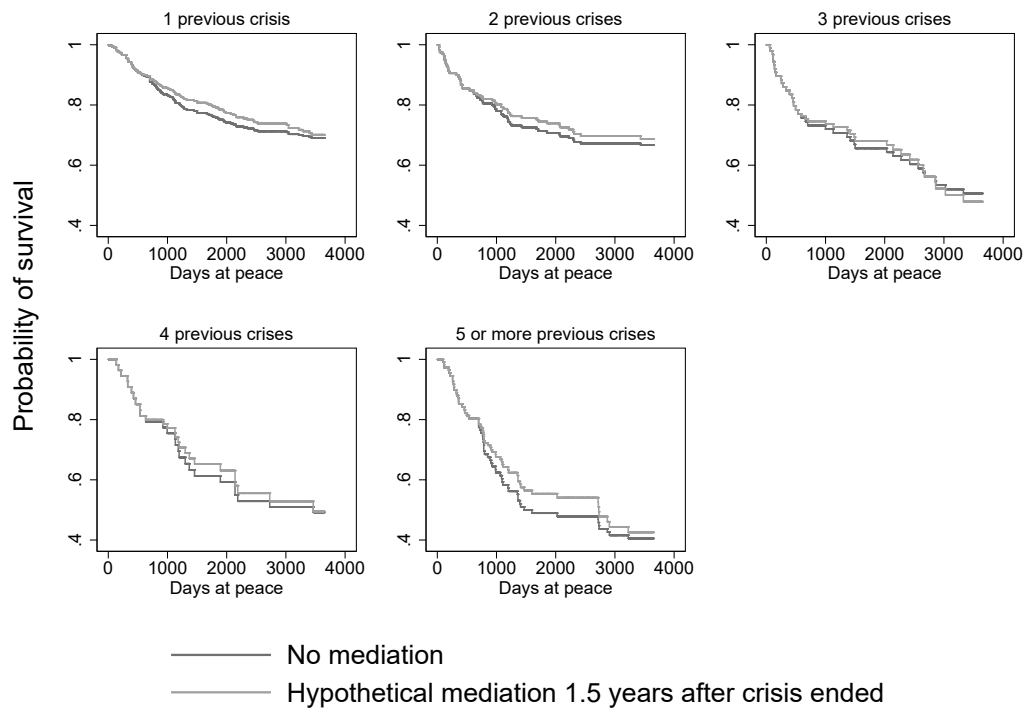 1 previous crisis
2 previous crises
3 previous crises
1
.8
.6
.4
1
.8
.6
.4
1
.8
.6
.4
0 1000 2000 3000 4000
0 1000 2000 3000 4000
0 1000 2000 3000 4000
Days at peace
Days at peace
Days at peace
Probability of survival
4 previous crises
5 or more previous crises
1
.8
.6
.4
1
.8
.6
.4
0 1000 2000 3000 4000
0 1000 2000 3000 4000
Days at peace
Days at peace
No mediation
Hypothetical mediation 1.5 years after crisis ended